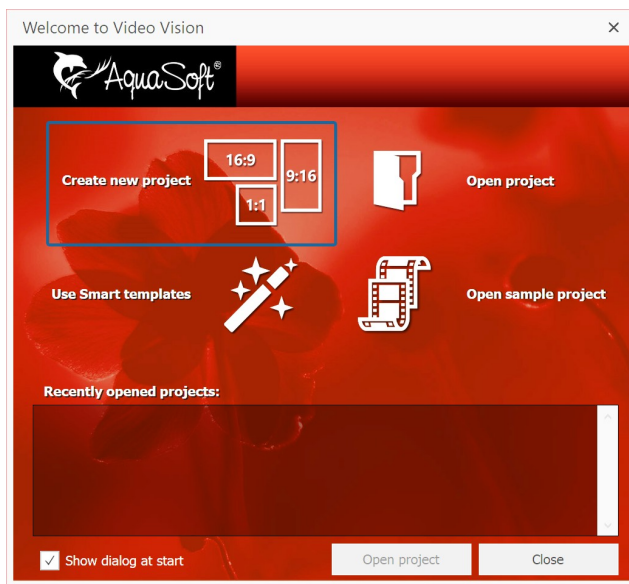 Welcome to Video Vision
AquaSoft®
Create new project
16:9
9:16
1:1
Open project
Use Smart templates
Open sample project
Recently opened projects:
Show dialog at start
Open project
Close